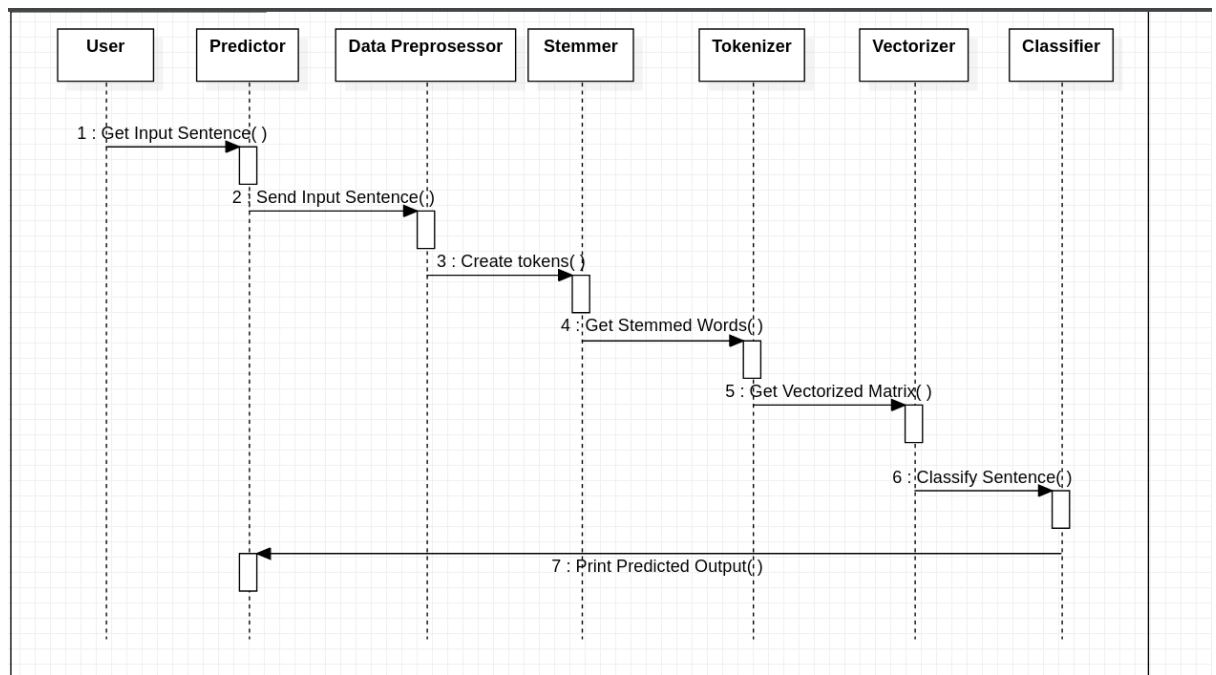 User
Predictor
Data Preprosessor
Stemmer
Tokenizer
Vectorizer
Classifier
1 : Get Input Sentence( )
2 : Send Input Sentence( )
3 : Create tokens( )
4 : Get Stemmed Words( )
5 : Get Vectorized Matrix( )
6 : Classify Sentence( )
7 : Print Predicted Output( )